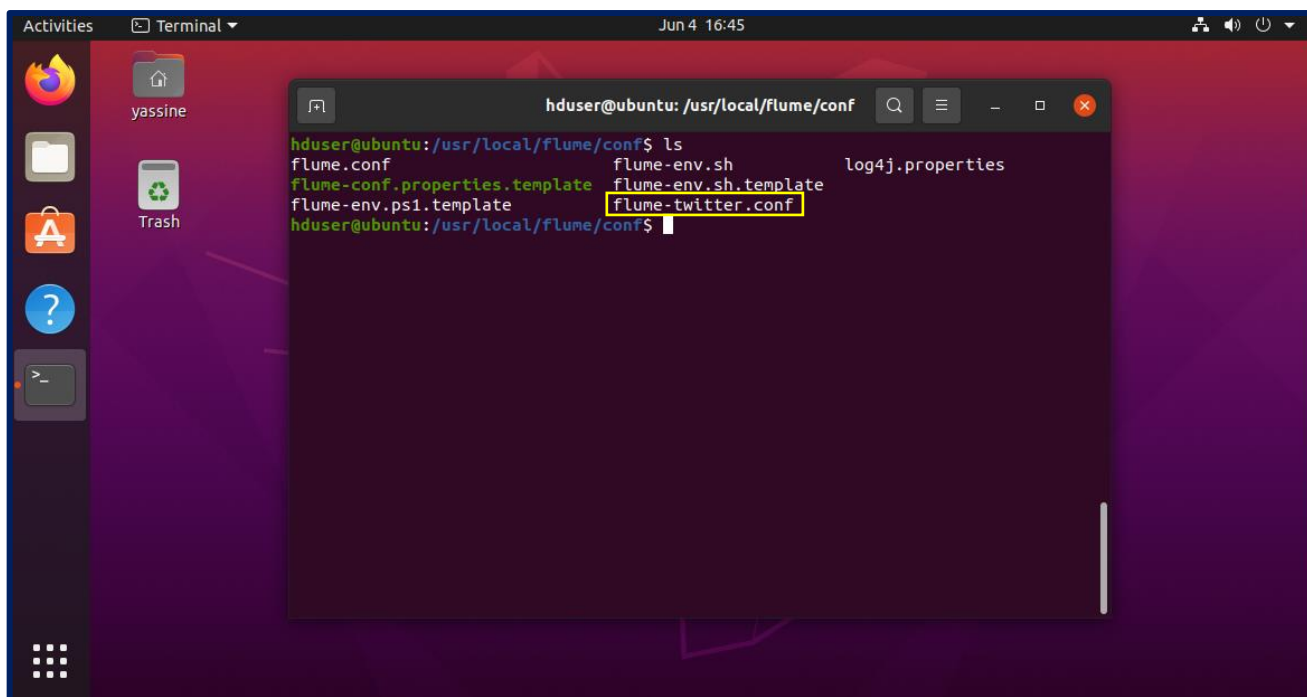 Activities Terminal Jun 4 16:45
yassine
Trash
hduser@ubuntu: /usr/local/flume/conf
hduser@ubuntu:/usr/local/flume/conf$ ls
flume.conf flume-env.sh log4j.properties
flume-conf.properties.template flume-env.sh.template
flume-env.ps1.template flume-twitter.conf
hduser@ubuntu:/usr/local/flume/conf$